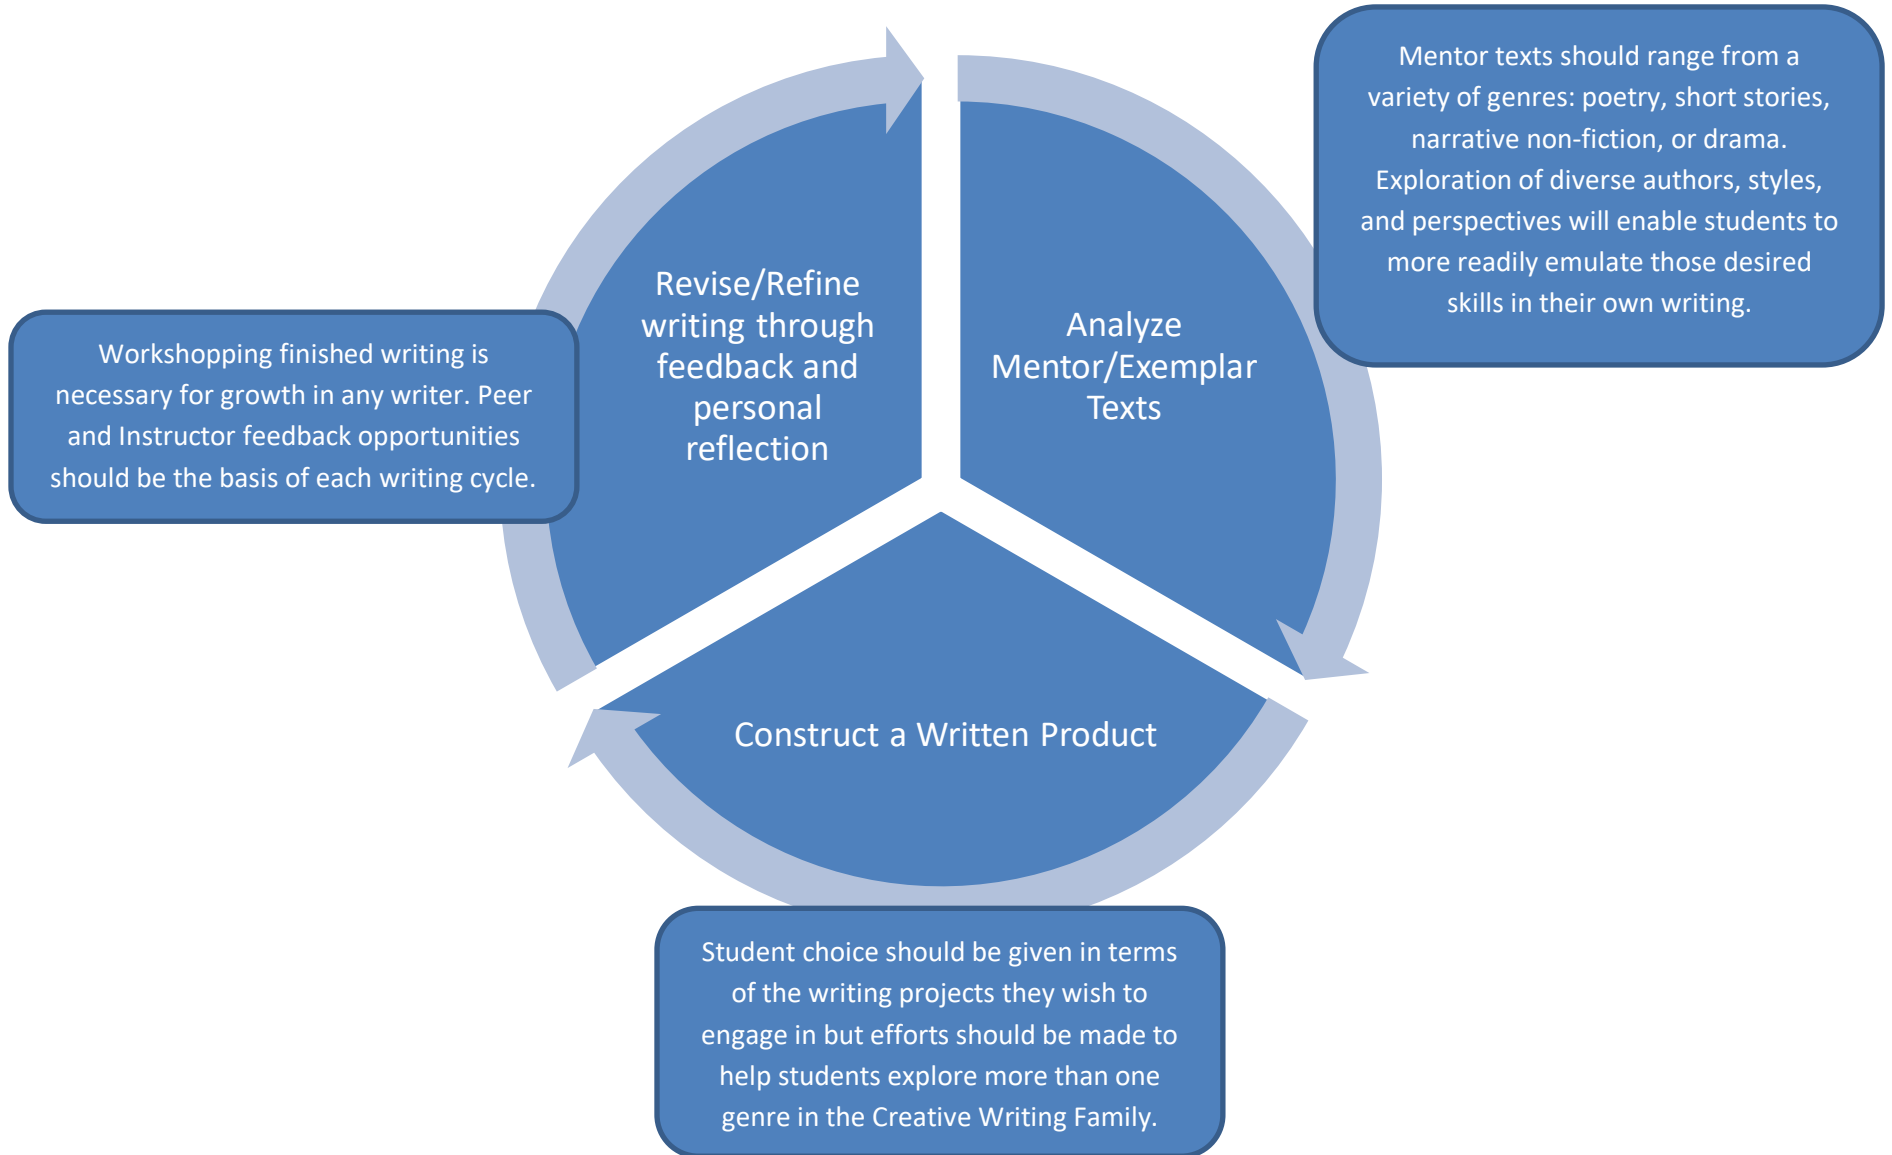 Mentor texts should range from a
variety of genres: poetry, short stories,
narrative non-fiction, or drama.
Exploration of diverse authors, styles,
and perspectives will enable students to
more readily emulate those desired
skills in their own writing.
Analyze
Mentor/Exemplar
Texts
Construct a Written Product
Student choice should be given in terms
of the writing projects they wish to
engage in but efforts should be made to
help students explore more than one
genre in the Creative Writing Family.
Revise/Refine
writing through
feedback and
personal
reflection
Workshopping finished writing is
necessary for growth in any writer. Peer
and Instructor feedback opportunities
should be the basis of each writing cycle.